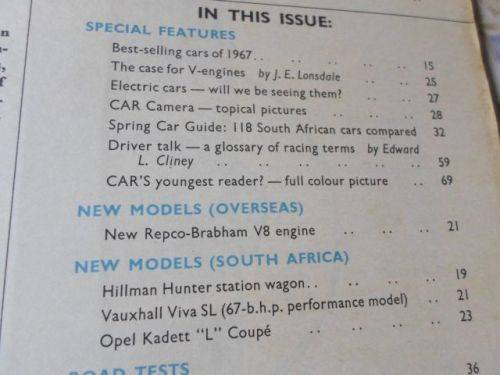 IN THIS ISSUE:
SPECIAL FEATURES
Best-selling cars of 1967.. .. .. .. 15
The case for V-engines by J. E. Lonsdale .. 25
Electric cars — will we be seeing them? .. .. 27
CAR Camera — topical pictures .. .. .. 28
Spring Car Guide: 118 South African cars compared 32
Driver talk — a glossary of racing terms by Edward
L. Cliney .. .. .. .. .. .. 59
CAR'S youngest reader? — full colour picture .. 69
NEW MODELS (OVERSEAS)
New Repco-Brabham V8 engine .. .. .. 21
NEW MODELS (SOUTH AFRICA)
Hillman Hunter station wagon.. .. .. .. 19
Vauxhall Viva SL (67-b.h.p. performance model) .. 21
Opel Kadett "L" Coupé .. .. .. .. 23
ROAD TESTS
36